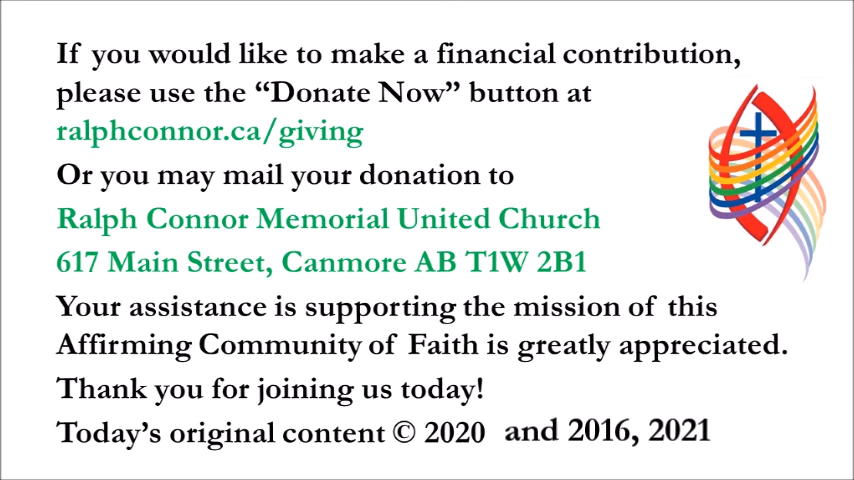 If you would like to make a financial contribution,
please use the “Donate Now” button at
ralphconnor.ca/giving
Or you may mail your donation to
Ralph Connor Memorial United Church
617 Main Street, Canmore AB T1W 2B1
Your assistance is supporting the mission of this
Affirming Community of Faith is greatly appreciated.
Thank you for joining us today!
Today’s original content © 2020 and 2016, 2021